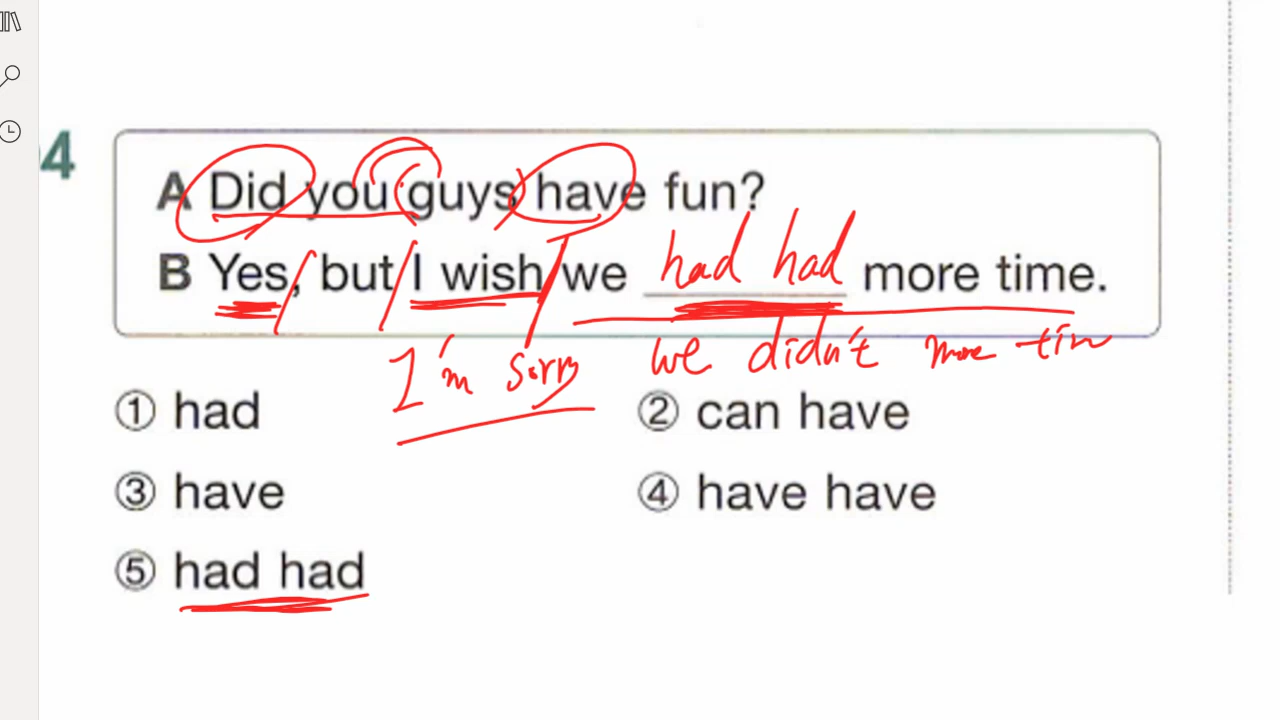 4
A Did you guys have fun?
B Yes, but I wish we had had more time.
I'm sorry we didn't more tim
① had
② can have
③ have
④ have have
⑤ had had